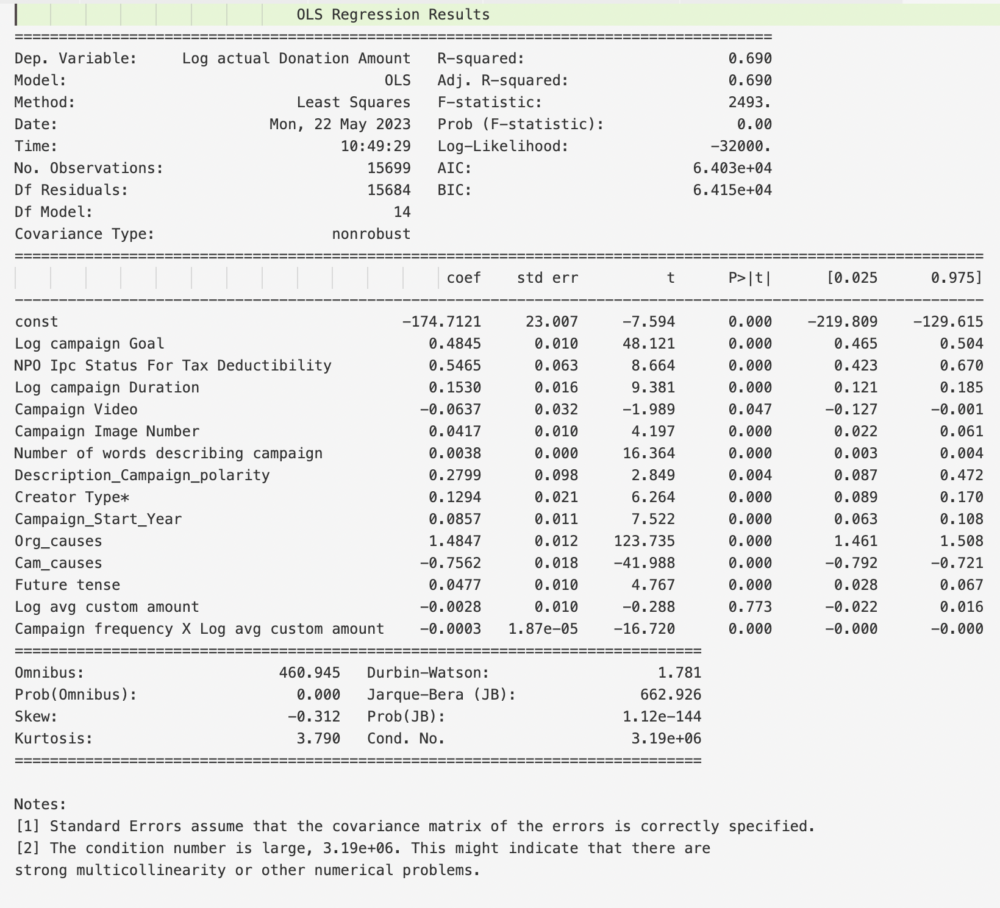 OLS Regression Results
==============================================================================
Dep. Variable: Log actual Donation Amount R-squared: 0.690
Model: OLS Adj. R-squared: 0.690
Method: Least Squares F-statistic: 2493.
Date: Mon, 22 May 2023 Prob (F-statistic): 0.00
Time: 10:49:29 Log-Likelihood: -32000.
No. Observations: 15699 AIC: 6.403e+04
Df Residuals: 15684 BIC: 6.415e+04
Df Model: 14
Covariance Type: nonrobust
==============================================================================
coef std err t P>|t| [0.025 0.975]
------------------------------------------------------------------------------
const -174.7121 23.007 -7.594 0.000 -219.809 -129.615
Log campaign Goal 0.4845 0.010 48.121 0.000 0.465 0.504
NPO Ipc Status For Tax Deductibility 0.5465 0.063 8.664 0.000 0.423 0.670
Log campaign Duration 0.1530 0.016 9.381 0.000 0.121 0.185
Campaign Video -0.0637 0.032 -1.989 0.047 -0.127 -0.001
Campaign Image Number 0.0417 0.010 4.197 0.000 0.022 0.061
Number of words describing campaign 0.0038 0.000 16.364 0.000 0.003 0.004
Description_Campaign_polarity 0.2799 0.098 2.849 0.004 0.087 0.472
Creator Type* 0.1294 0.021 6.264 0.000 0.089 0.170
Campaign_Start_Year 0.0857 0.011 7.522 0.000 0.063 0.108
Org_causes 1.4847 0.012 123.735 0.000 1.461 1.508
Cam_causes -0.7562 0.018 -41.988 0.000 -0.792 -0.721
Future tense 0.0477 0.010 4.767 0.000 0.028 0.067
Log avg custom amount -0.0028 0.010 -0.288 0.773 -0.022 0.016
Campaign frequency X Log avg custom amount -0.0003 1.87e-05 -16.720 0.000 -0.000 -0.000
==============================================================================
Omnibus: 460.945 Durbin-Watson: 1.781
Prob(Omnibus): 0.000 Jarque-Bera (JB): 662.926
Skew: -0.312 Prob(JB): 1.12e-144
Kurtosis: 3.790 Cond. No. 3.19e+06
==============================================================================
Notes:
[1] Standard Errors assume that the covariance matrix of the errors is correctly specified.
[2] The condition number is large, 3.19e+06. This might indicate that there are
strong multicollinearity or other numerical problems.